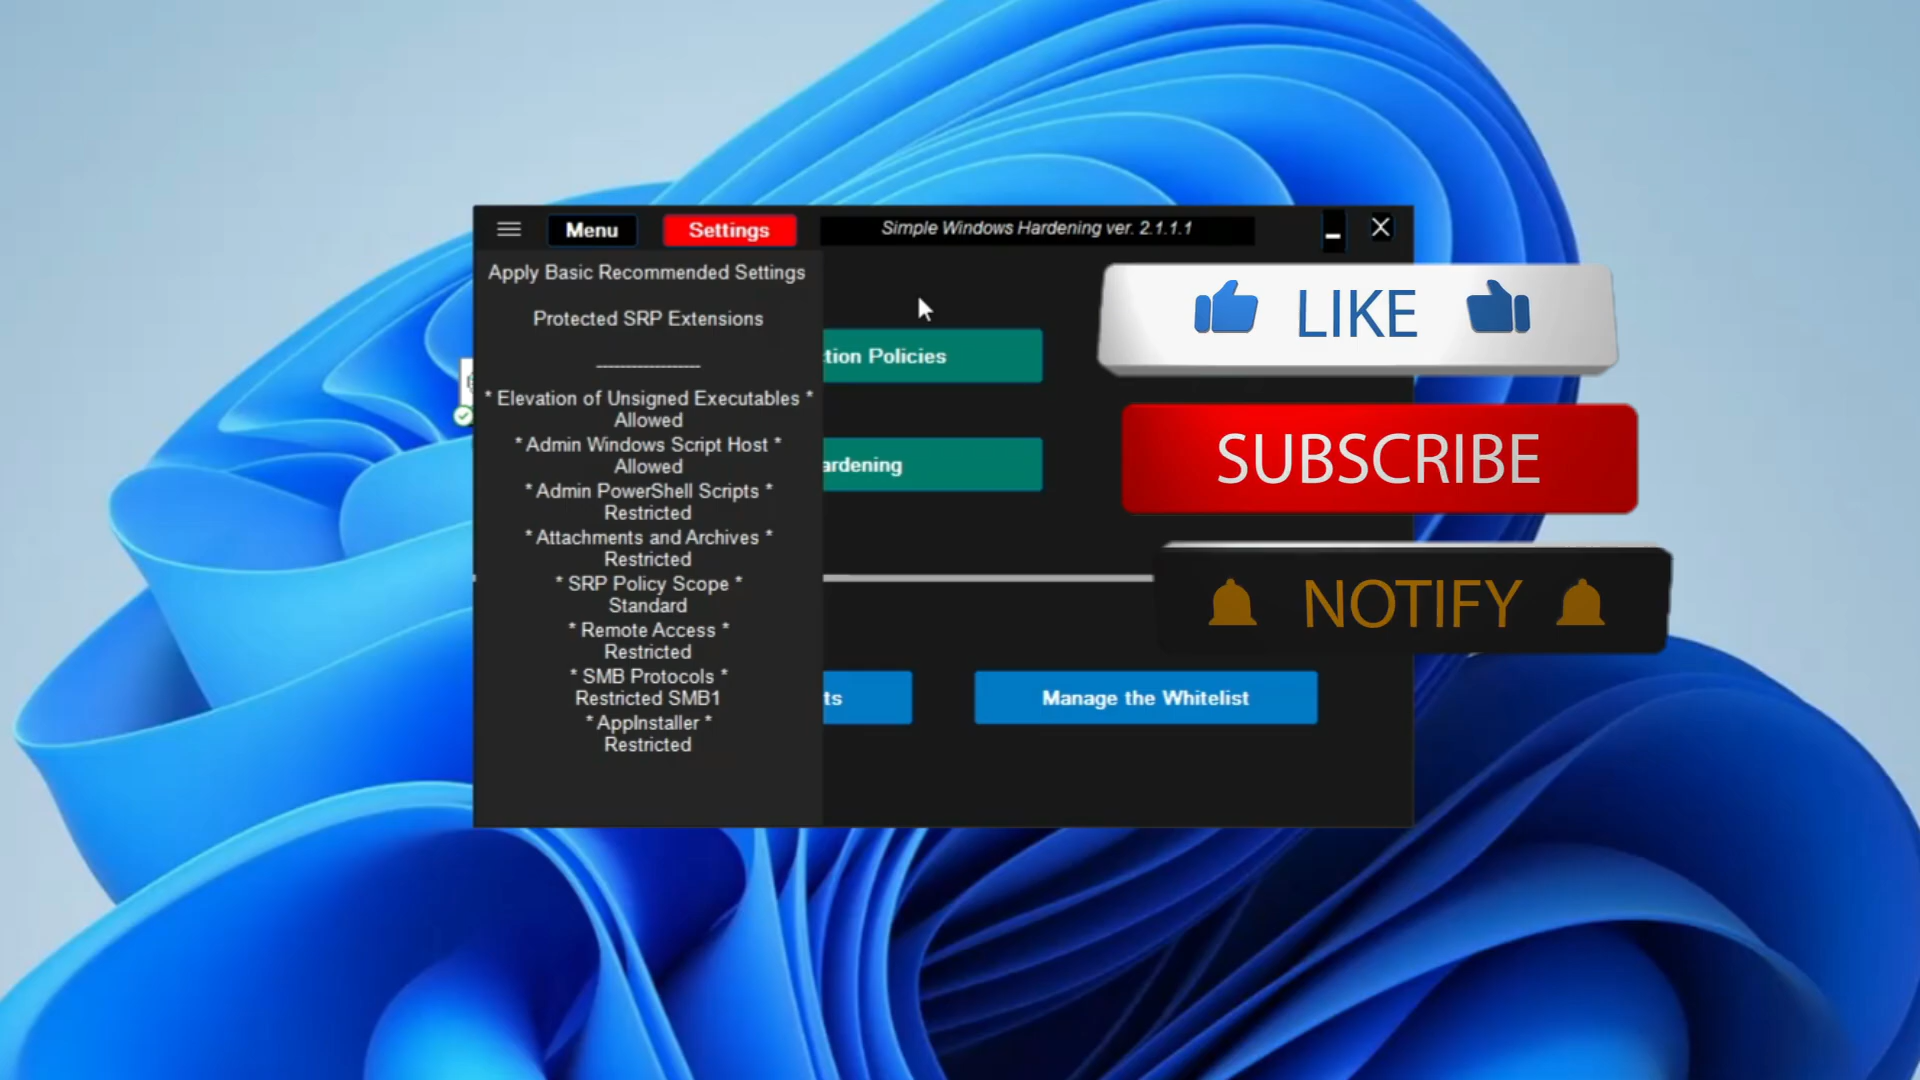 Menu
Settings
Simple Windows Hardening ver. 2.1.1.1
Apply Basic Recommended Settings
Protected SRP Extensions
--------------------
* Elevation of Unsigned Executables *
Allowed
* Admin Windows Script Host *
Allowed
* Admin PowerShell Scripts *
Restricted
* Attachments and Archives *
Restricted
* SRP Policy Scope *
Standard
* Remote Access *
Restricted
* SMB Protocols *
Restricted SMB1
* AppInstaller *
Restricted
tion Policies
ardening
ts
Manage the Whitelist
LIKE
SUBSCRIBE
NOTIFY